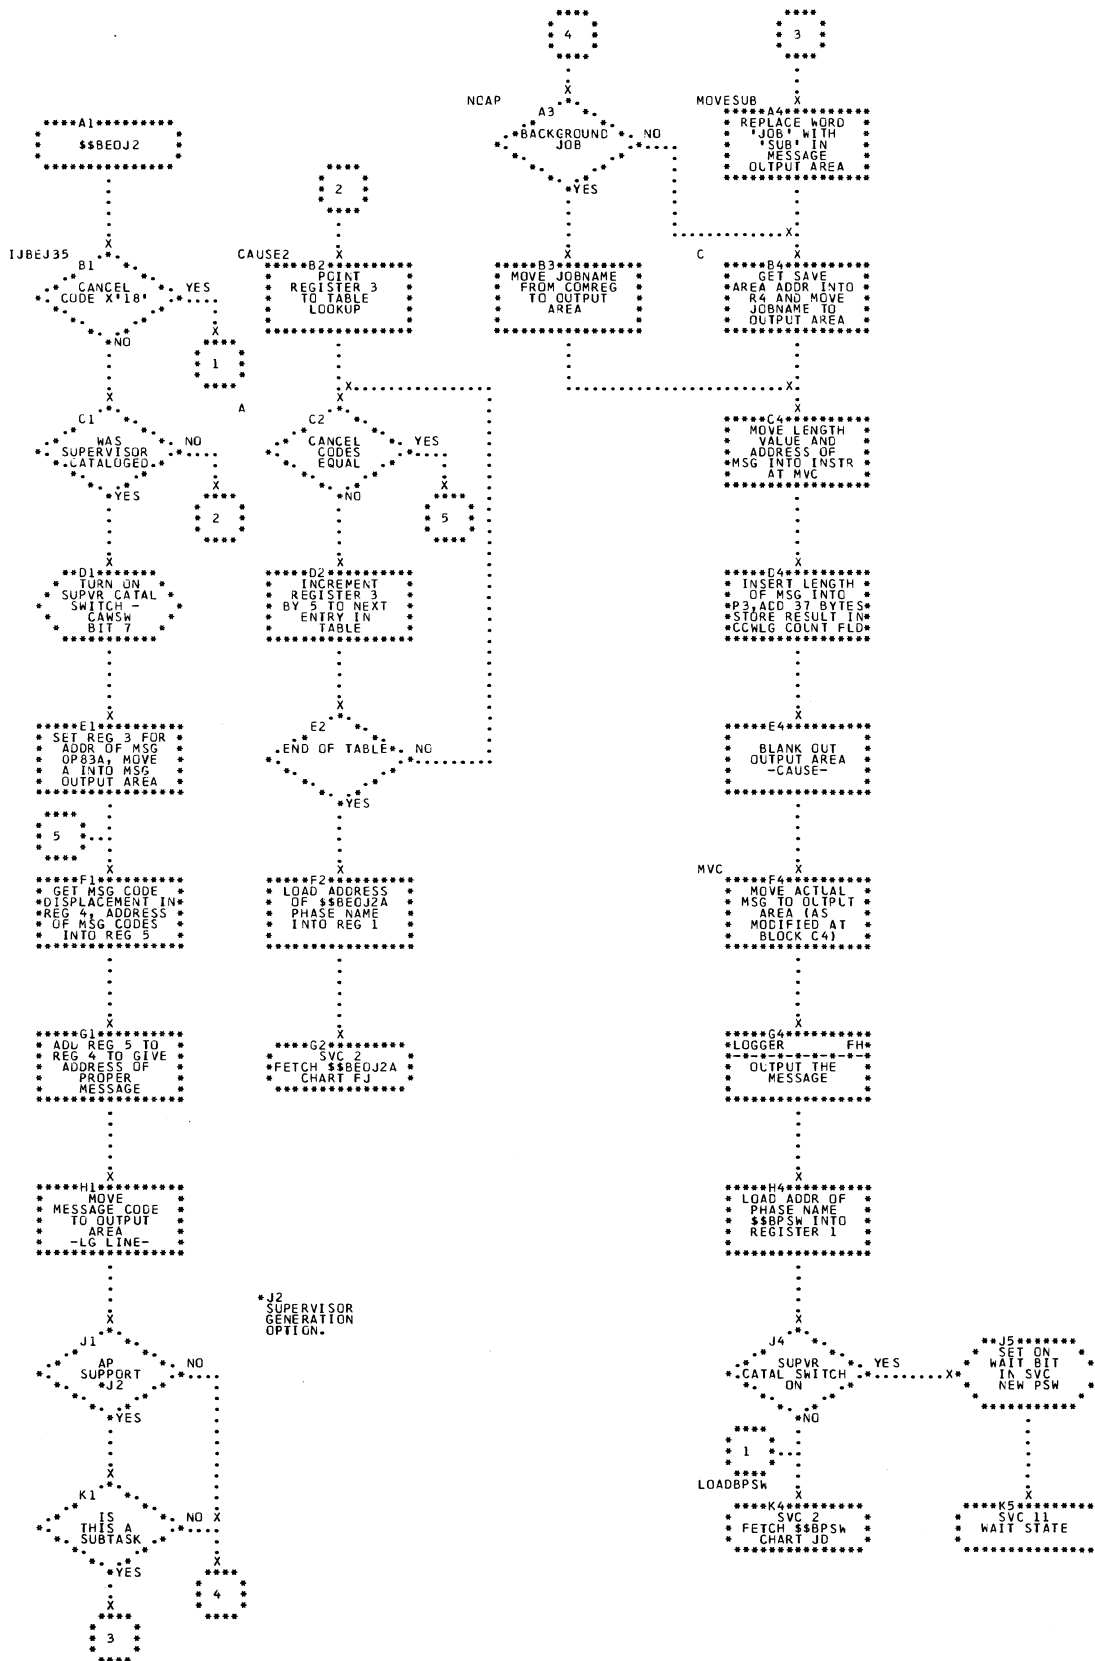 4
3
NOAP
A3
BACKGROUND
JOB
NO
YES
MOVESUB
A4
REPLACE WORD
'JOB' WITH
'SUB' IN
MESSAGE
OUTPUT AREA
A1
$$BEOJ2
2
IJBEJ35
B1
CANCEL
CODE X'18'
YES
NO
1
CAUSE2
B2
POINT
REGISTER 3
TO TABLE
LOOKUP
B3
MOVE JOBNAME
FROM COMREG
TO OUTPUT
AREA
C
B4
GET SAVE
AREA ADDR INTO
R4 AND MOVE
JOBNAME TO
OUTPUT AREA
A
C1
WAS
SUPERVISOR
CATALOGED
NO
YES
2
C2
CANCEL
CODES
EQUAL
YES
NO
5
C4
MOVE LENGTH
VALUE AND
ADDRESS OF
MSG INTO INSTR
AT MVC
D1
TURN ON
SUPVR CATAL
SWITCH -
CAWSW
BIT 7
D2
INCREMENT
REGISTER 3
BY 5 TO NEXT
ENTRY IN
TABLE
D4
INSERT LENGTH
OF MSG INTO
P3,ADD 37 BYTES
STORE RESULT IN
CCWLG COUNT FLD
E1
SET REG 3 FOR
ADDR OF MSG
OP83A, MOVE
A INTO MSG
OUTPUT AREA
E2
END OF TABLE
NO
YES
E4
BLANK OUT
OUTPUT AREA
-CAUSE-
5
F1
GET MSG CODE
DISPLACEMENT IN
REG 4, ADDRESS
OF MSG CODES
INTO REG 5
F2
LOAD ADDRESS
OF $$BEOJ2A
PHASE NAME
INTO REG 1
MVC
F4
MOVE ACTUAL
MSG TO OUTPUT
AREA (AS
MODIFIED AT
BLOCK C4)
G1
ADD REG 5 TO
REG 4 TO GIVE
ADDRESS OF
PROPER
MESSAGE
G2
SVC 2
FETCH $$BEOJ2A
CHART FJ
G4
LOGGER FH
OUTPUT THE
MESSAGE
H1
MOVE
MESSAGE CODE
TO OUTPUT
AREA
-LG LINE-
H4
LOAD ADDR OF
PHASE NAME
$$BPSW INTO
REGISTER 1
*J2
SUPERVISOR
GENERATION
OPTION.
J1
AP
SUPPORT
*J2
NO
YES
J4
SUPVR
CATAL SWITCH
ON
YES
NO
J5
SET ON
WAIT BIT
IN SVC
NEW PSW
1
LOADBPSW
K1
IS
THIS A
SUBTASK
NO
YES
K4
SVC 2
FETCH $$BPSW
CHART JD
K5
SVC 11
WAIT STATE
4
3